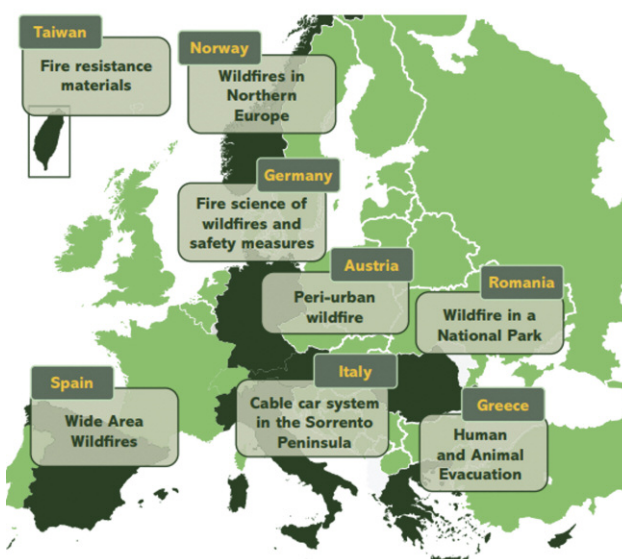 Taiwan
Fire resistance
materials
Norway
Wildfires in
Northern
Europe
Germany
Fire science of
wildfires and
safety measures
Austria
Peri-urban
wildfire
Romania
Wildfire in a
National Park
Spain
Wide Area
Wildfires
Italy
Cable car system
in the Sorrento
Peninsula
Greece
Human
and Animal
Evacuation